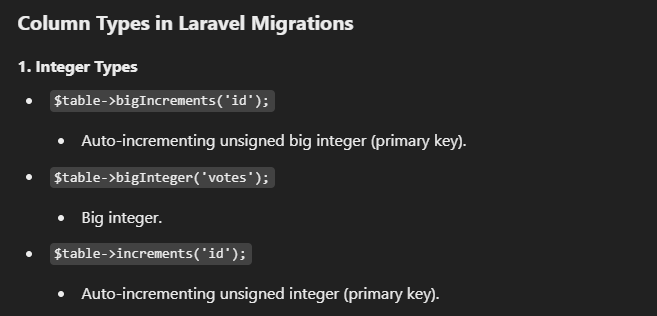 Column Types in Laravel Migrations
1. Integer Types
$table->bigIncrements('id');
Auto-incrementing unsigned big integer (primary key).
$table->bigInteger('votes');
Big integer.
$table->increments('id');
Auto-incrementing unsigned integer (primary key).